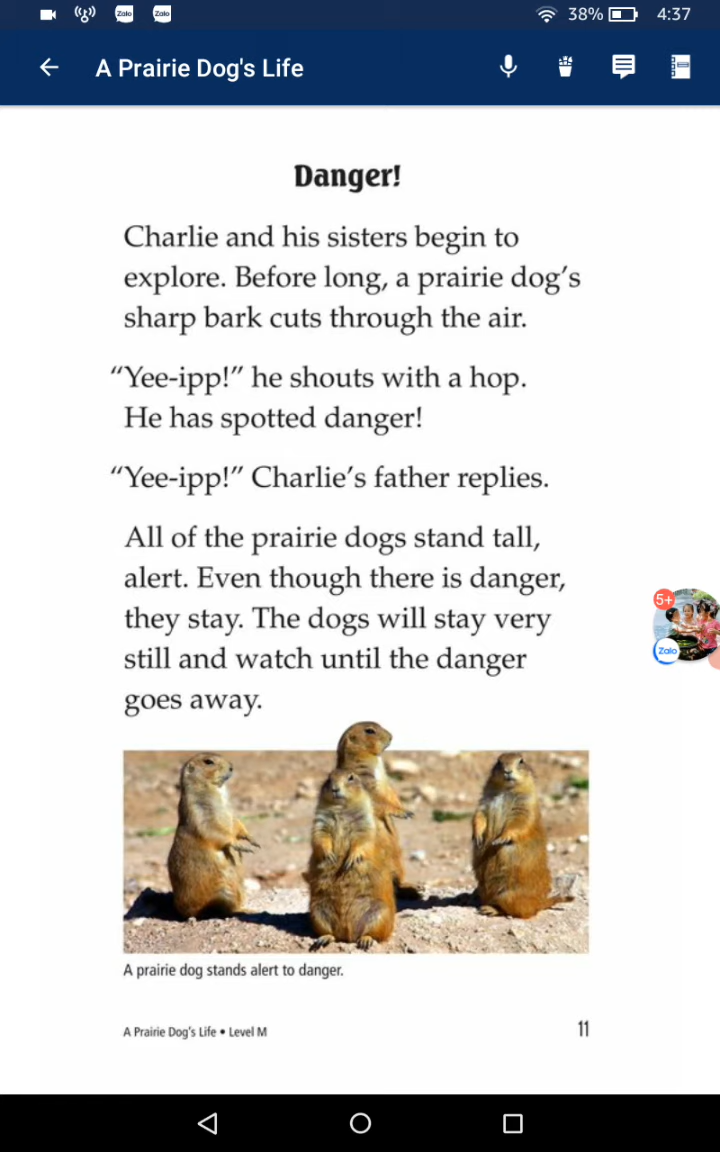 38% 4:37
A Prairie Dog's Life
Danger!
Charlie and his sisters begin to
explore. Before long, a prairie dog’s
sharp bark cuts through the air.
“Yee-ipp!” he shouts with a hop.
He has spotted danger!
“Yee-ipp!” Charlie’s father replies.
All of the prairie dogs stand tall,
alert. Even though there is danger,
they stay. The dogs will stay very
still and watch until the danger
goes away.
5+
Zalo
A prairie dog stands alert to danger.
A Prairie Dog's Life • Level M 11